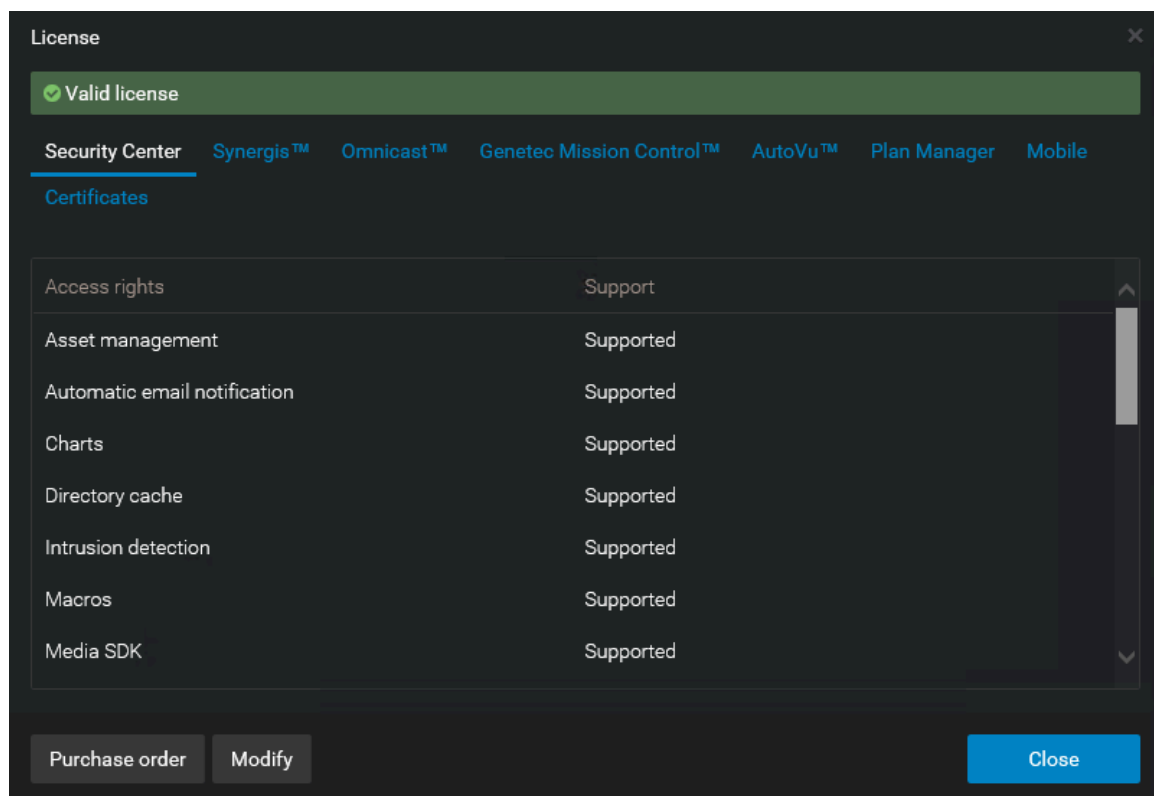 License
Valid license
Security Center Synergis™ Omnicast™ Genetec Mission Control™ AutoVu™ Plan Manager Mobile
Certificates
Access rights Support
Asset management Supported
Automatic email notification Supported
Charts Supported
Directory cache Supported
Intrusion detection Supported
Macros Supported
Media SDK Supported
Purchase order Modify Close